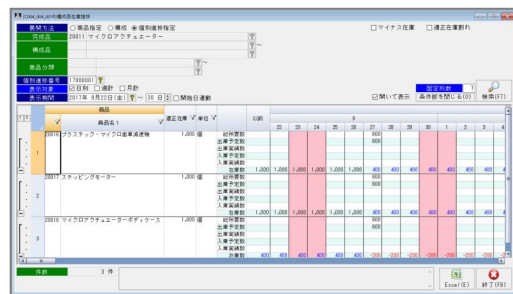 展開方法 ○商品指定 ○構成 ●個別進捗指定 □マイナス在庫 □適正在庫割れ
完成品 20011 マイクロアクチュエーター
構成品 ～
商品分類 ～
個別進捗番号 17000001
表示対象 ☑日別 □週計 □月計 固定列数 7
表示期間 2017年 9月22日(金) ～ 30 日 □開始日連動 ☑開いて表示 条件部を閉じる(O) 検索(F7)
商品 適正在庫 単位 以前 9
商品名1 22 23 24 25 26 27 28 29 30 1 2 3 4
1 20016 プラスチック・マイクロ歯車減速機 1,000 個 総所要数 600
出庫予定数 600
出庫実績数
入庫予定数
入庫実績数
在庫数 1,000 1,000 1,000 1,000 1,000 1,000 400 400 400 400 400 400 400
2 20017 ステッピングモーター 1,000 個 総所要数 600
出庫予定数 600
出庫実績数
入庫予定数
入庫実績数
在庫数 1,000 1,000 1,000 1,000 1,000 1,000 400 400 400 400 400 400 400
3 20018 マイクロアクチュエーターボディケース 1,000 個 総所要数 600
出庫予定数 600
出庫実績数
入庫予定数
入庫実績数
在庫数 400 400 400 400 400 400 -200 -200 -200 -200 -200 -200 -200
件数 3 件 Excel(E) 終了(F8)